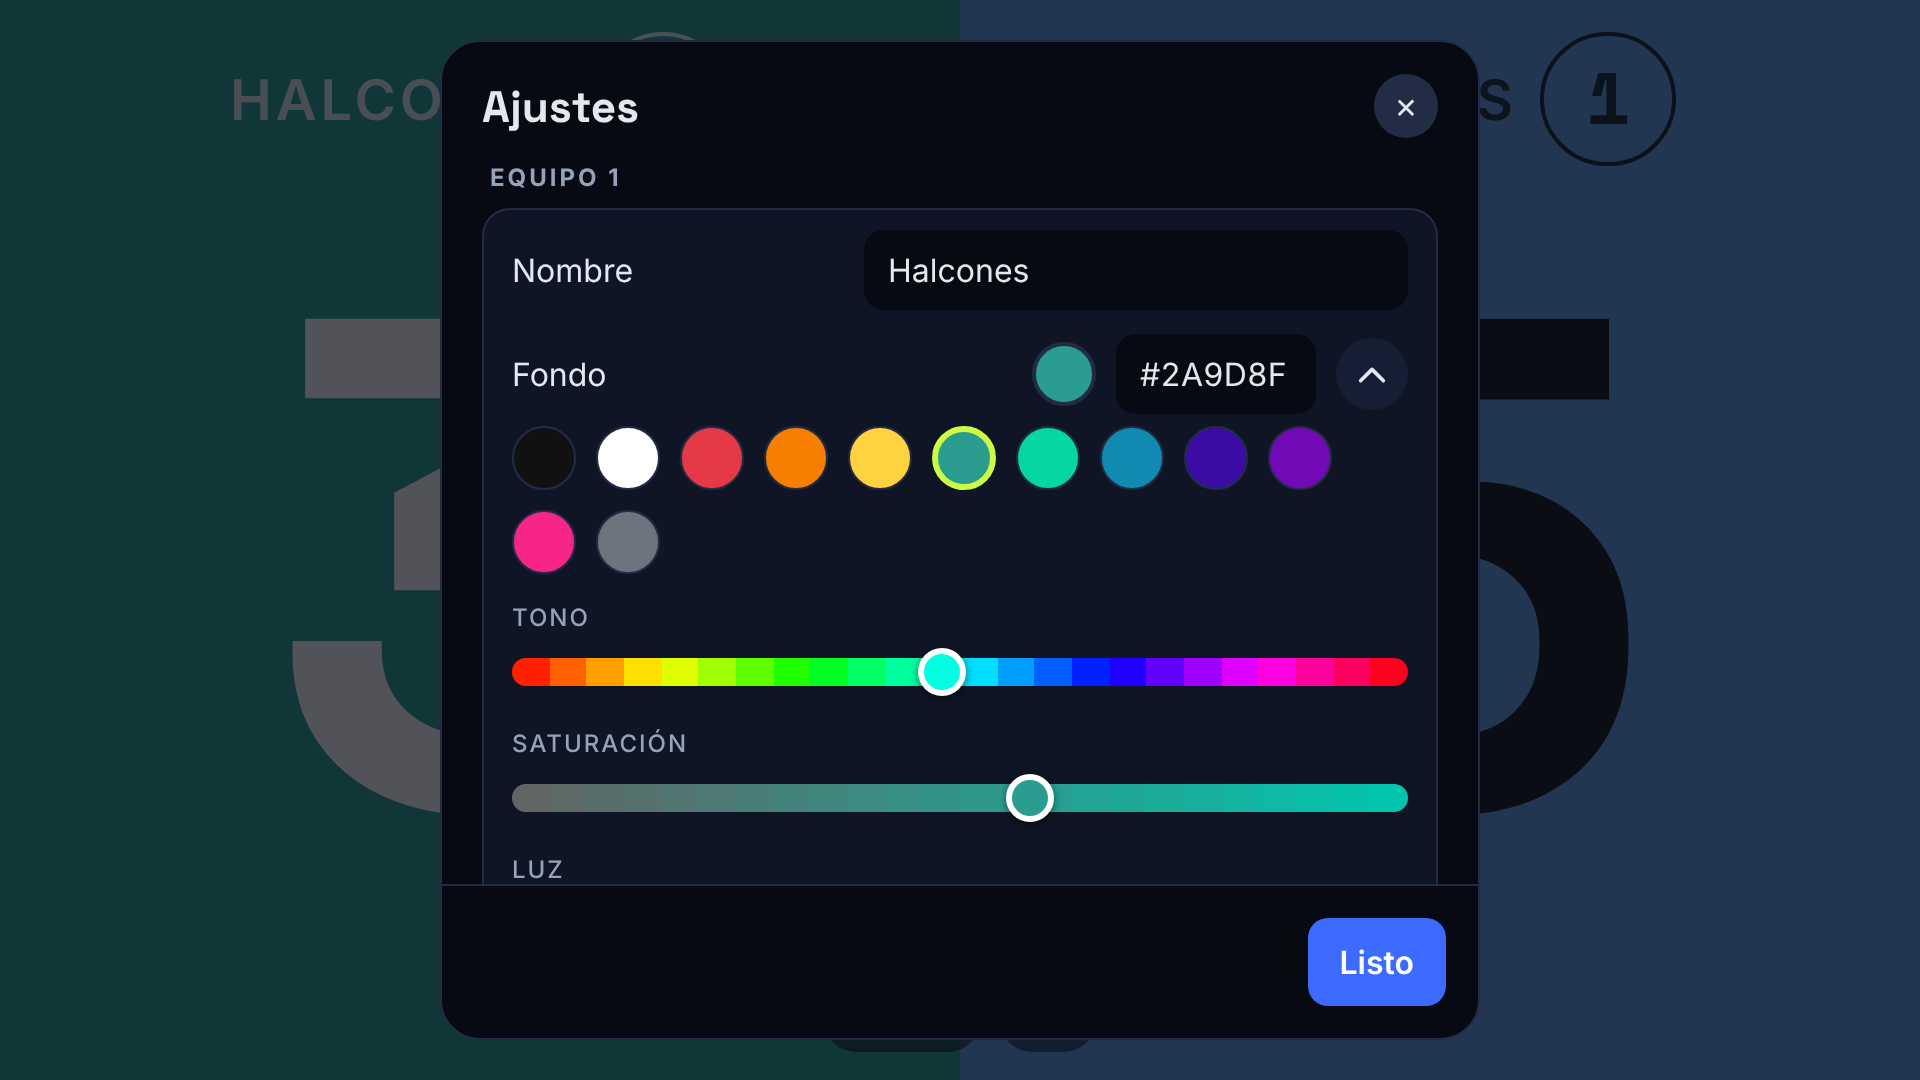 Ajustes
EQUIPO 1
Nombre
Halcones
Fondo
#2A9D8F
TONO
SATURACIÓN
LUZ
Listo
HALCO
S
1